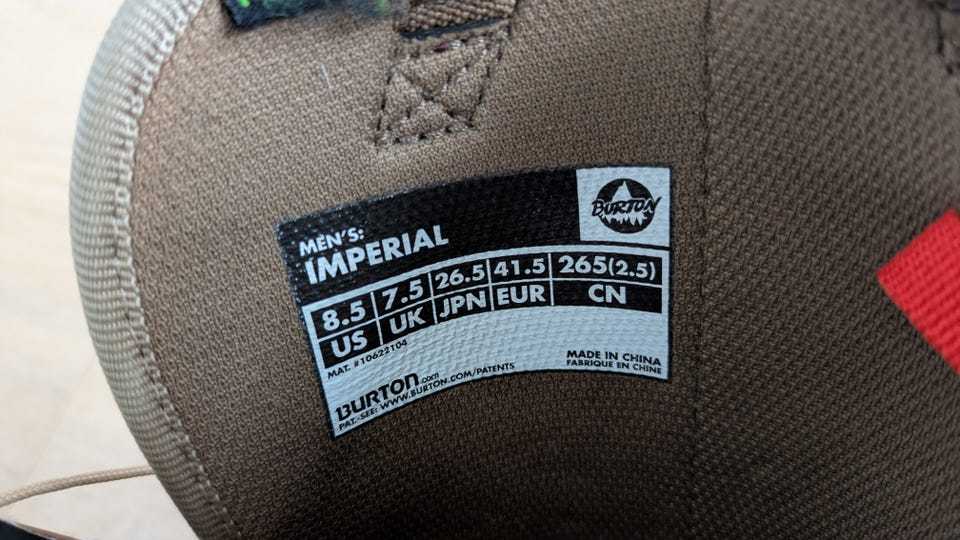 BURTON
MEN'S:
IMPERIAL
8.5 7.5 26.5 41.5 265(2.5)
US UK JPN EUR CN
MAT. #10622104
MADE IN CHINA
FABRIQUE EN CHINE
BURTON.com
PAT.-SEE: WWW.BURTON.COM/PATENTS